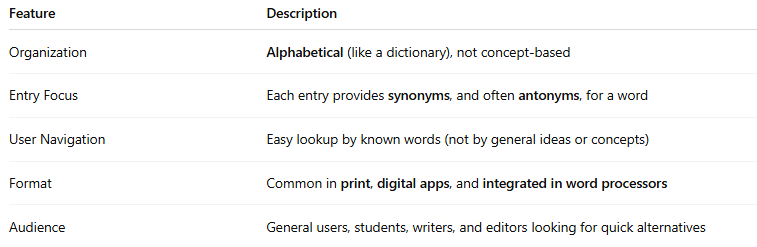 Feature Description
Organization Alphabetical (like a dictionary), not concept-based
Entry Focus Each entry provides synonyms, and often antonyms, for a word
User Navigation Easy lookup by known words (not by general ideas or concepts)
Format Common in print, digital apps, and integrated in word processors
Audience General users, students, writers, and editors looking for quick alternatives